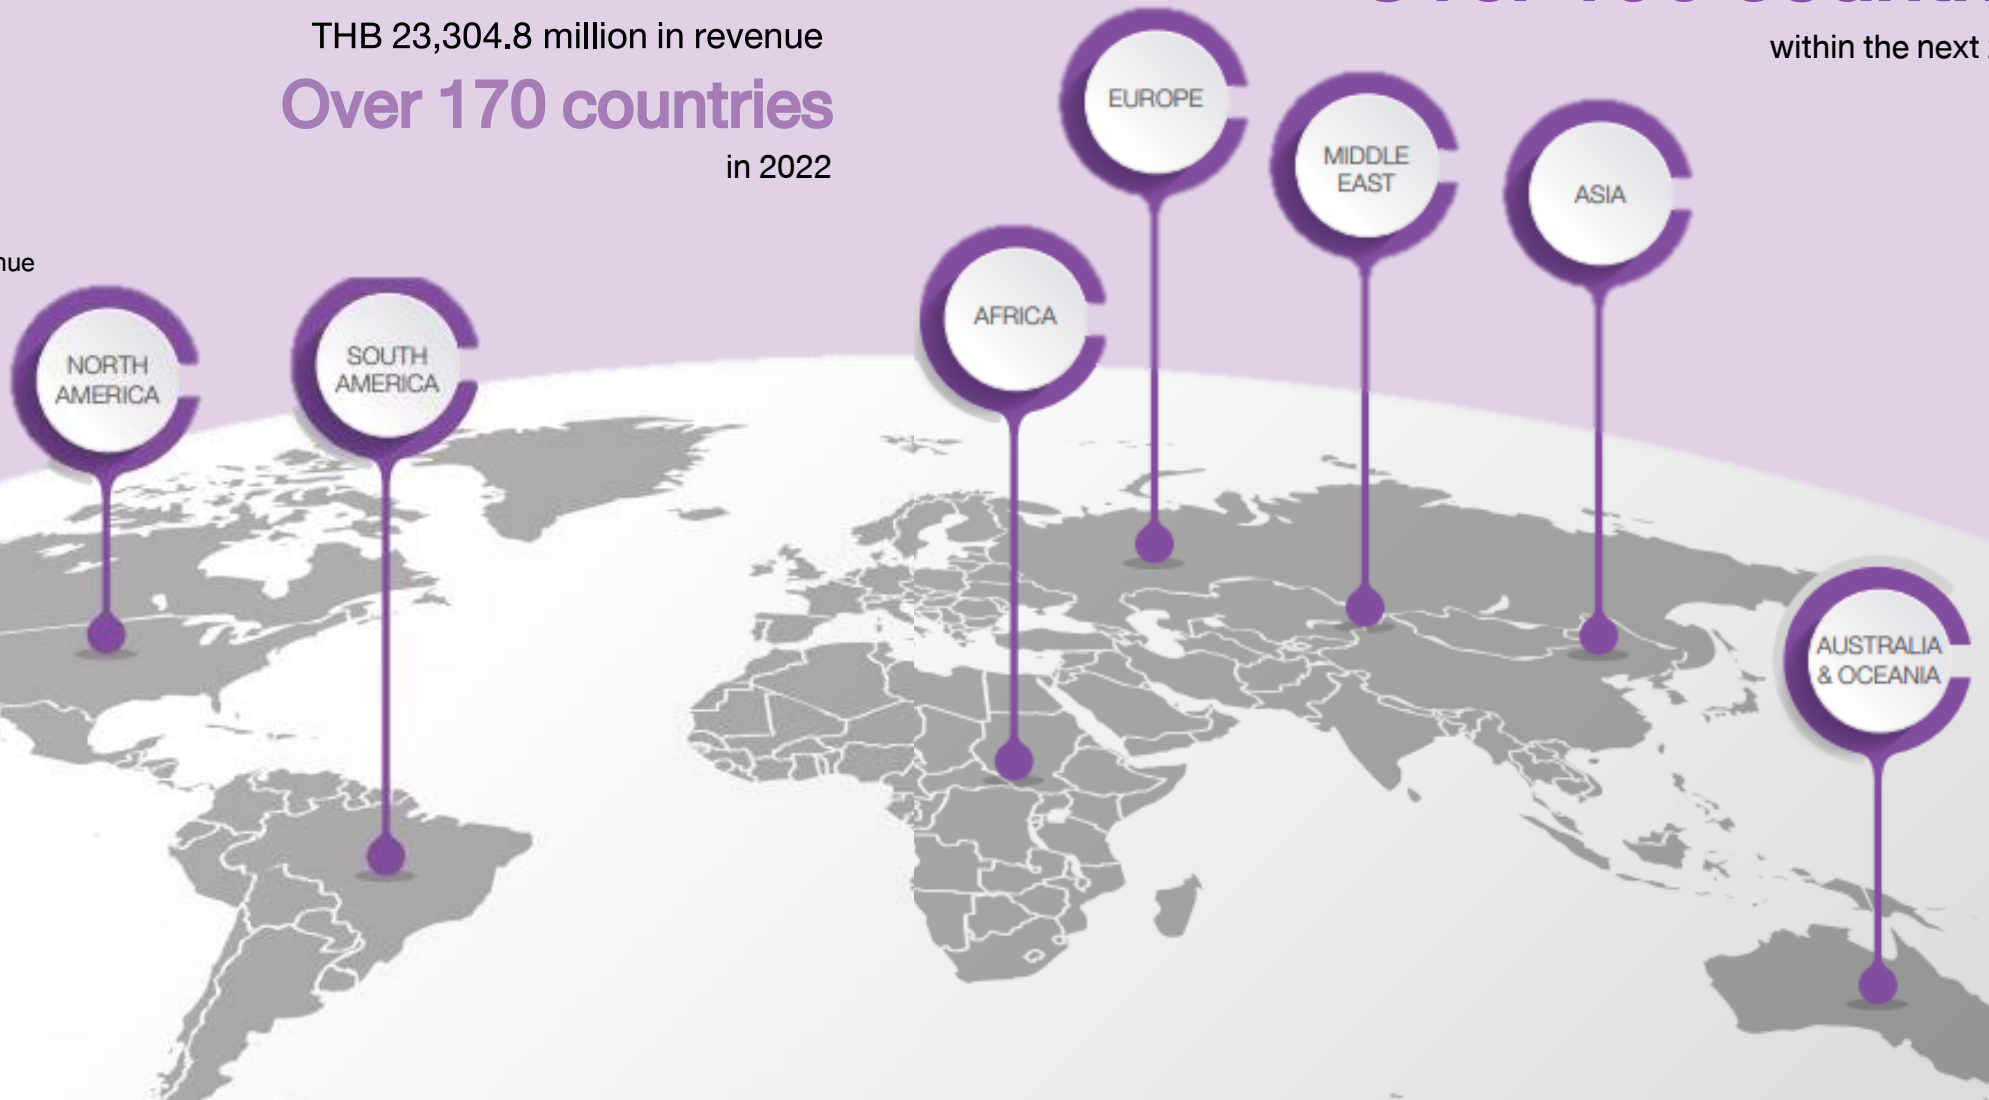 THB 23,304.8 million in revenue
Over 170 countries
in 2022
within the next
EUROPE
MIDDLE
EAST
ASIA
AFRICA
NORTH
AMERICA
SOUTH
AMERICA
AUSTRALIA
& OCEANIA